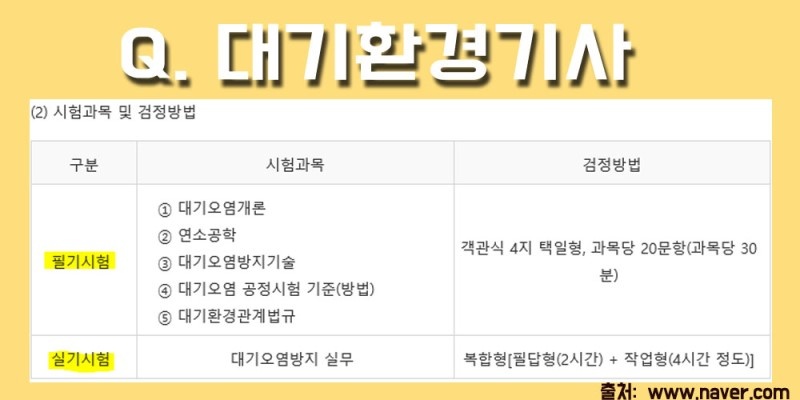 Q. 대기환경기사
(2) 시험과목 및 검정방법
구분 시험과목 검정방법
필기시험
① 대기오염개론
② 연소공학
③ 대기오염방지기술
④ 대기오염 공정시험 기준(방법)
⑤ 대기환경관계법규
객관식 4지 택일형, 과목당 20문항(과목당 30
분)
실기시험 대기오염방지 실무 복합형[필답형(2시간) + 작업형(4시간 정도)]
출처: www.naver.com